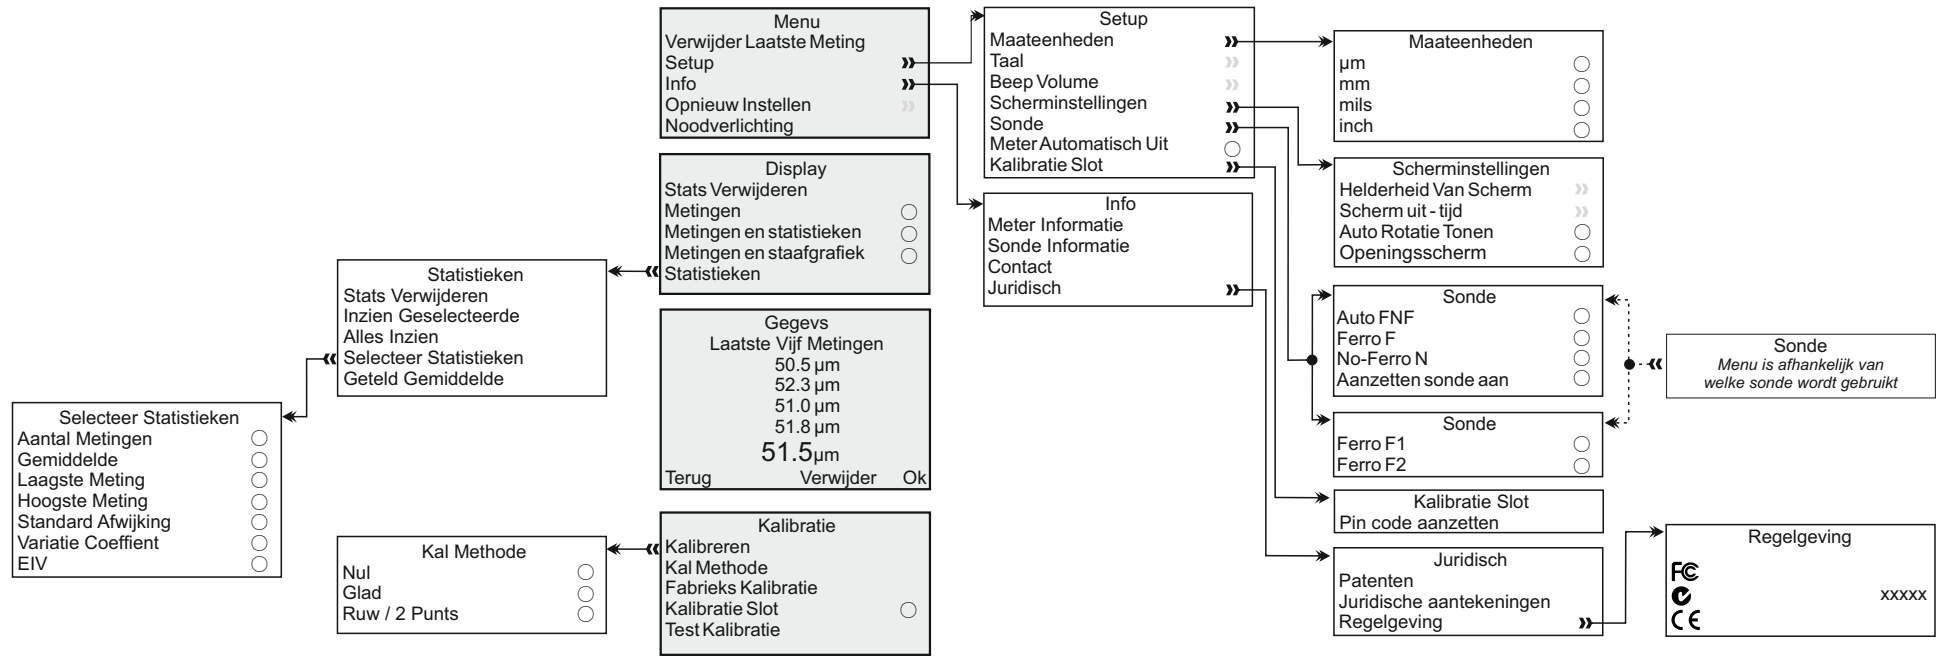 Menu
Verwijder Laatste Meting
Setup
Info
Opnieuw Instellen
Noodverlichting
Display
Stats Verwijderen
Metingen
Metingen en statistieken
Metingen en staafgrafiek
Statistieken
Gegevs
Laatste Vijf Metingen
50.5 µm
52.3 µm
51.0 µm
51.8 µm
51.5µm
Terug Verwijder Ok
Kalibratie
Kalibreren
Kal Methode
Fabrieks Kalibratie
Kalibratie Slot
Test Kalibratie
Statistieken
Stats Verwijderen
Inzien Geselecteerde
Alles Inzien
Selecteer Statistieken
Geteld Gemiddelde
Selecteer Statistieken
Aantal Metingen
Gemiddelde
Laagste Meting
Hoogste Meting
Standard Afwijking
Variatie Coeffient
EIV
Kal Methode
Nul
Glad
Ruw / 2 Punts
Setup
Maateenheden
Taal
Beep Volume
Scherminstellingen
Sonde
Meter Automatisch Uit
Kalibratie Slot
Info
Meter Informatie
Sonde Informatie
Contact
Juridisch
Maateenheden
µm
mm
mils
inch
Scherminstellingen
Helderheid Van Scherm
Scherm uit - tijd
Auto Rotatie Tonen
Openingsscherm
Sonde
Auto FNF
Ferro F
No-Ferro N
Aanzetten sonde aan
Sonde
Ferro F1
Ferro F2
Sonde
Menu is afhankelijk van
welke sonde wordt gebruikt
Kalibratie Slot
Pin code aanzetten
Juridisch
Patenten
Juridische aantekeningen
Regelgeving
Regelgeving
FC
xxxxx
CE